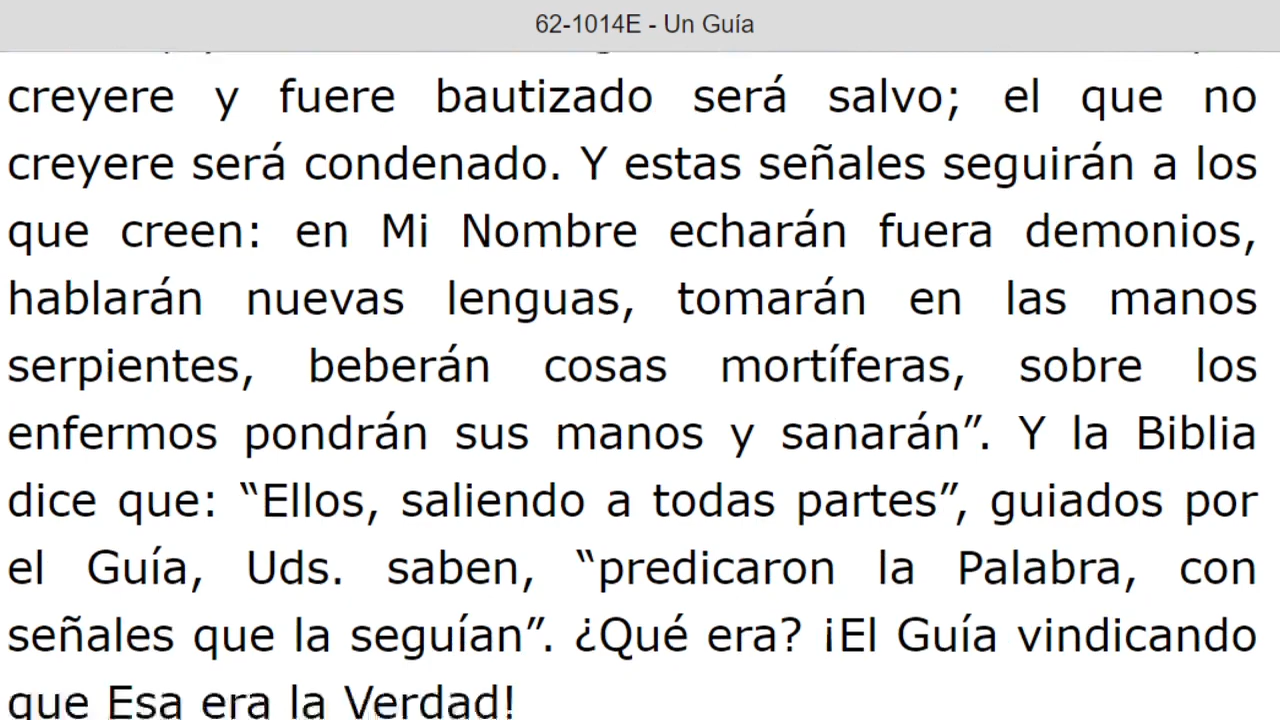 62-1014E - Un Guía
creyere y fuere bautizado será salvo; el que no
creyere será condenado. Y estas señales seguirán a los
que creen: en Mi Nombre echarán fuera demonios,
hablarán nuevas lenguas, tomarán en las manos
serpientes, beberán cosas mortíferas, sobre los
enfermos pondrán sus manos y sanarán”. Y la Biblia
dice que: “Ellos, saliendo a todas partes”, guiados por
el Guía, Uds. saben, “predicaron la Palabra, con
señales que la seguían”. ¿Qué era? ¡El Guía vindicando
que Esa era la Verdad!